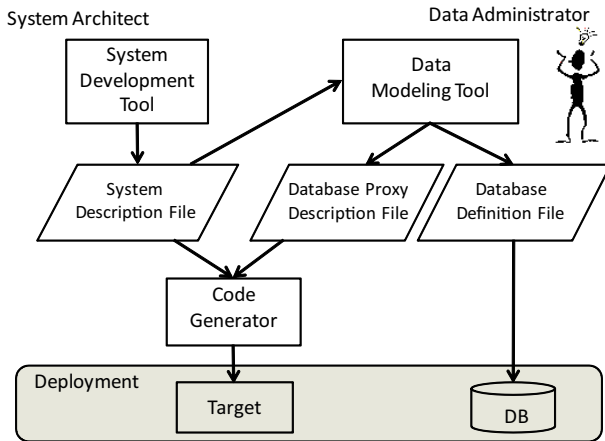 System Architect
Data Administrator
System
Development
Tool
Data
Modeling Tool
System
Description File
Database Proxy
Description File
Database
Definition File
Code
Generator
Deployment
Target
DB